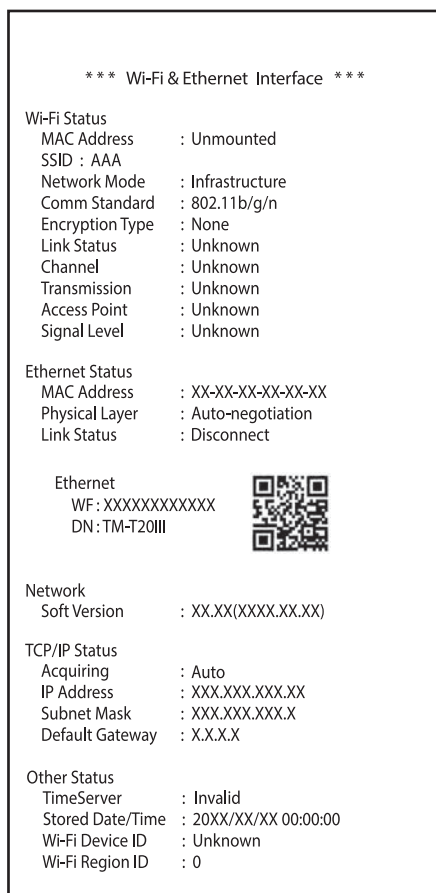 *** Wi-Fi & Ethernet Interface ***
Wi-Fi Status
MAC Address : Unmounted
SSID : AAA
Network Mode : Infrastructure
Comm Standard : 802.11b/g/n
Encryption Type : None
Link Status : Unknown
Channel : Unknown
Transmission : Unknown
Access Point : Unknown
Signal Level : Unknown
Ethernet Status
MAC Address : XX-XX-XX-XX-XX-XX
Physical Layer : Auto-negotiation
Link Status : Disconnect
Ethernet
WF : XXXXXXXXXXXX
DN : TM-T20III
Network
Soft Version : XX.XX(XXXX.XX.XX)
TCP/IP Status
Acquiring : Auto
IP Address : XXX.XXX.XXX.XX
Subnet Mask : XXX.XXX.XXX.X
Default Gateway : X.X.X.X
Other Status
TimeServer : Invalid
Stored Date/Time : 20XX/XX/XX 00:00:00
Wi-Fi Device ID : Unknown
Wi-Fi Region ID : 0